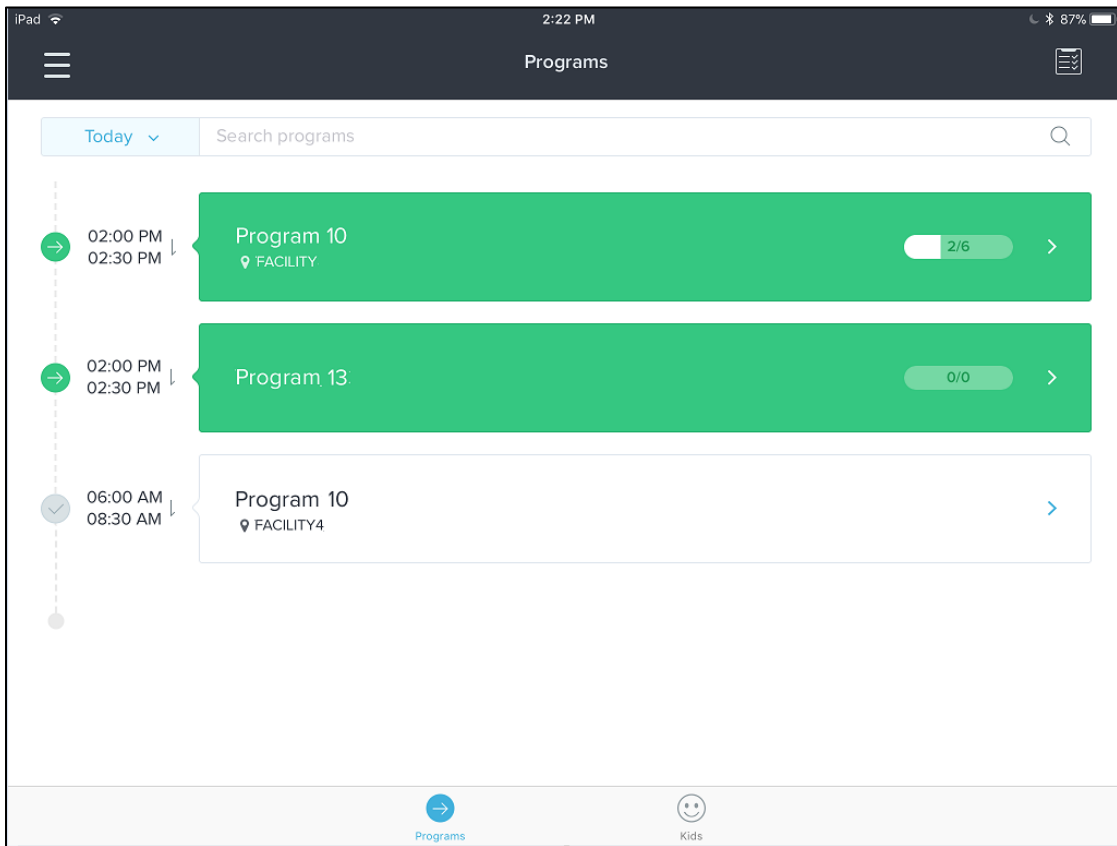 iPad 2:22 PM 87%
Programs
Today Search programs
02:00 PM
02:30 PM
Program 10
FACILITY
2/6
02:00 PM
02:30 PM
Program 13
0/0
06:00 AM
08:30 AM
Program 10
FACILITY4
Programs Kids